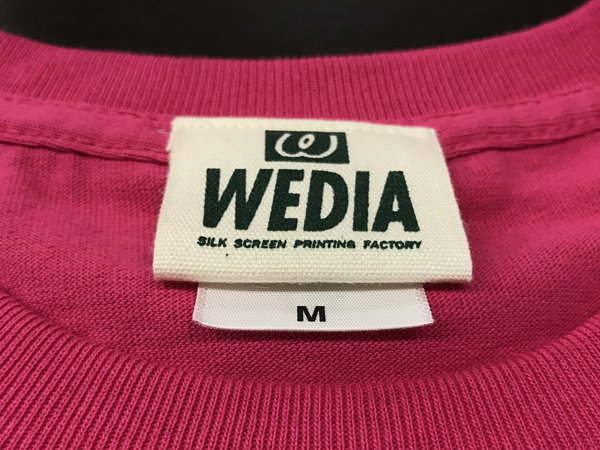 WEDIA
SILK SCREEN PRINTING FACTORY
M